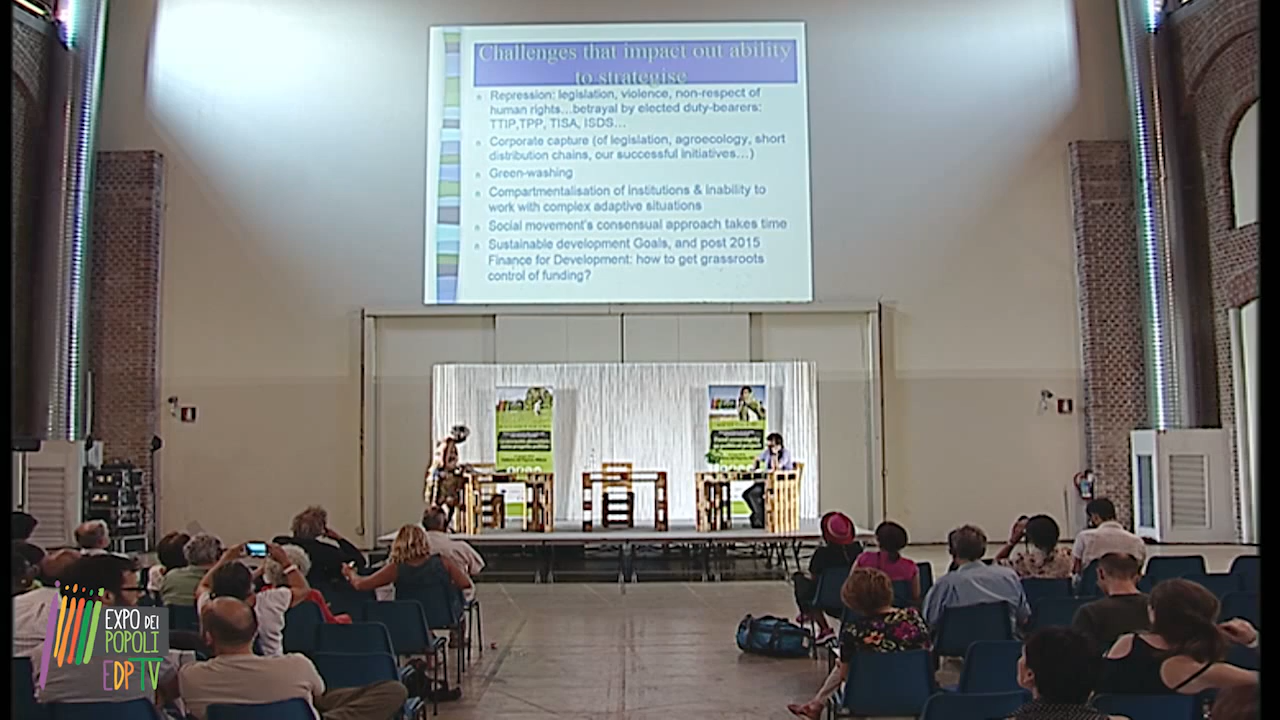 Challenges that impact out ability
to strategise
Repression: legislation, violence, non-respect of
human rights...betrayal by elected duty-bearers:
TTIP,TPP, TISA, ISDS...
Corporate capture (of legislation, agroecology, short
distribution chains, our successful initiatives...)
Green-washing
Compartmentalisation of institutions & inability to
work with complex adaptive situations
Social movement's consensual approach takes time
Sustainable development Goals, and post 2015
Finance for Development: how to get grassroots
control of funding?
EXPO DEI
POPOLI
EDPTV